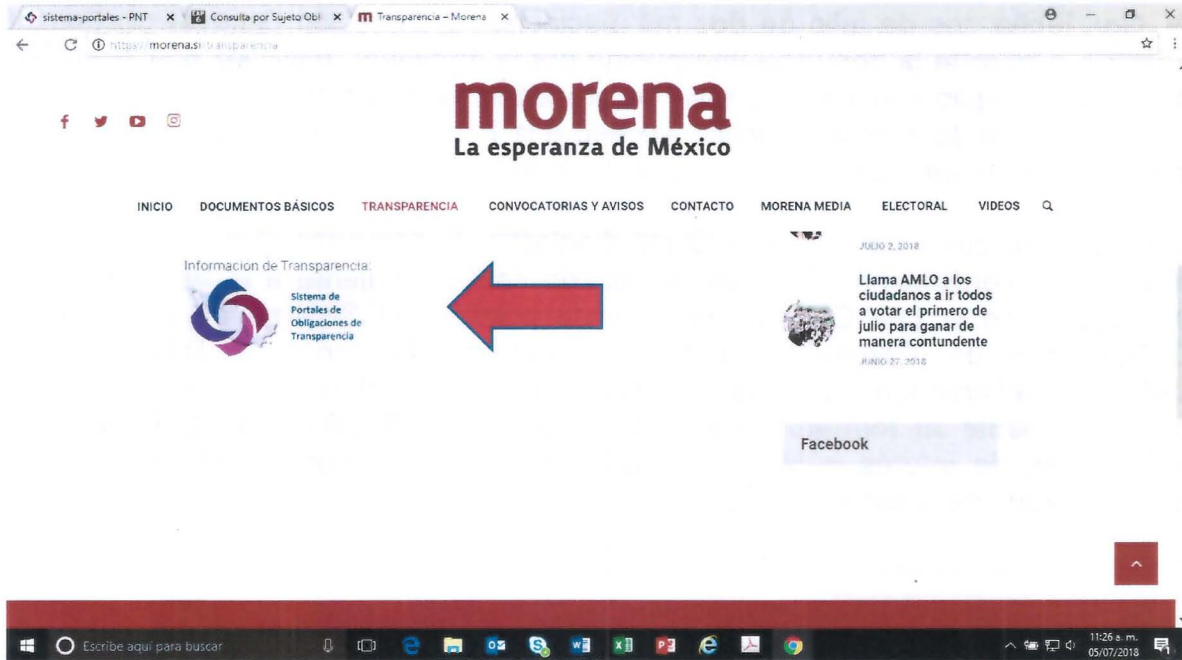 sistema-portales - PNT
Consulta por Sujeto Obl
Transparencia – Morena
https://morena.si/transparencia
morena
La esperanza de México
INICIO DOCUMENTOS BÁSICOS TRANSPARENCIA CONVOCATORIAS Y AVISOS CONTACTO MORENA MEDIA ELECTORAL VIDEOS
JULIO 2, 2018
Informacion de Transparencia:
Sistema de
Portales de
Obligaciones de
Transparencia
Llama AMLO a los
ciudadanos a ir todos
a votar el primero de
julio para ganar de
manera contundente
JUNIO 27, 2018
Facebook
Escribe aquí para buscar
11:26 a. m.
05/07/2018